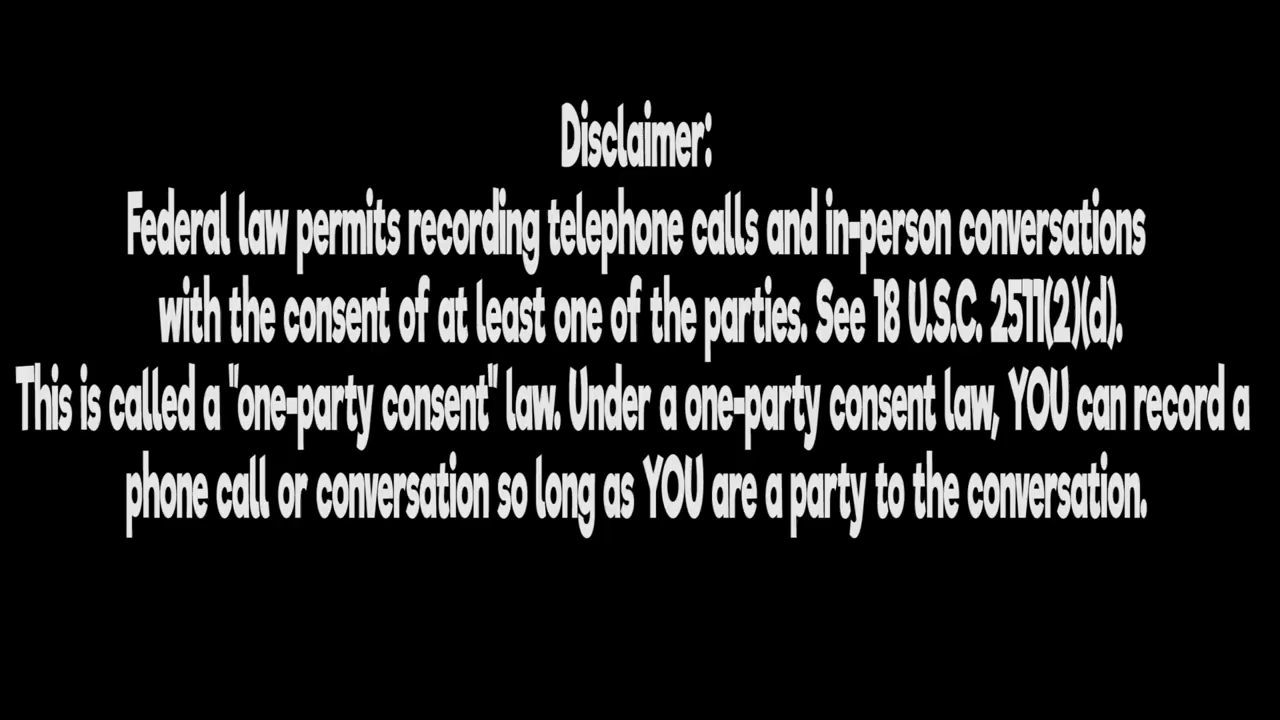 Disclaimer:
Federal law permits recording telephone calls and in-person conversations
with the consent of at least one of the parties. See 18 U.S.C. 2511(2)(d).
This is called a "one-party consent" law. Under a one-party consent law, YOU can record a
phone call or conversation so long as YOU are a party to the conversation.